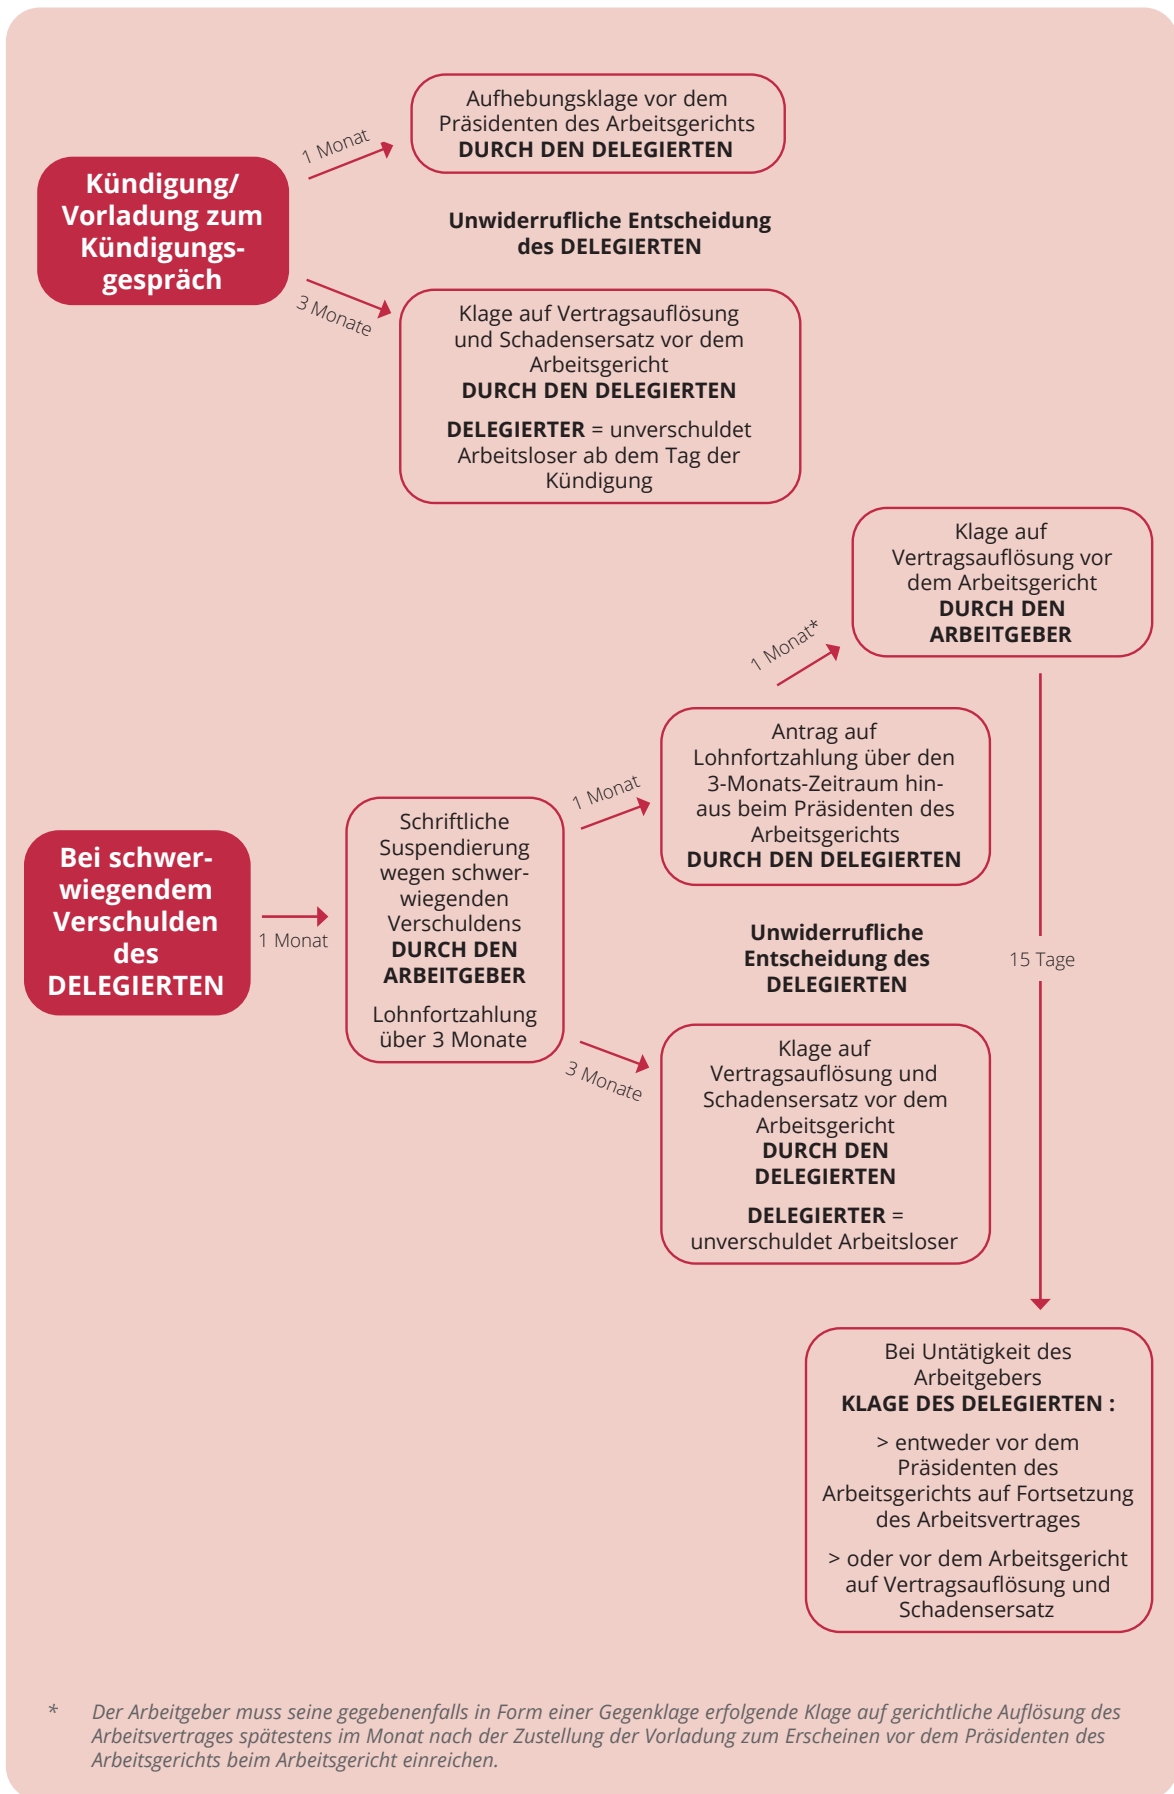 Aufhebungsklage vor dem
Präsidenten des Arbeitsgerichts
DURCH DEN DELEGIERTEN
1 Monat
Kündigung/
Vorladung zum
Kündigungs-
gespräch
Unwiderrufliche Entscheidung
des DELEGIERTEN
3 Monate
Klage auf Vertragsauflösung
und Schadensersatz vor dem
Arbeitsgericht
DURCH DEN DELEGIERTEN
DELEGIERTER = unverschuldet
Arbeitsloser ab dem Tag der
Kündigung
Klage auf
Vertragsauflösung vor
dem Arbeitsgericht
DURCH DEN
ARBEITGEBER
1 Monat*
Antrag auf
Lohnfortzahlung über den
3-Monats-Zeitraum hin-
aus beim Präsidenten des
Arbeitsgerichts
DURCH DEN DELEGIERTEN
1 Monat
Bei schwer-
wiegendem
Verschulden
des
DELEGIERTEN
1 Monat
Schriftliche
Suspendierung
wegen schwer-
wiegenden
Verschuldens
DURCH DEN
ARBEITGEBER
Lohnfortzahlung
über 3 Monate
Unwiderrufliche
Entscheidung des
DELEGIERTEN
15 Tage
3 Monate
Klage auf
Vertragsauflösung und
Schadensersatz vor dem
Arbeitsgericht
DURCH DEN
DELEGIERTEN
DELEGIERTER =
unverschuldet Arbeitsloser
Bei Untätigkeit des
Arbeitgebers
KLAGE DES DELEGIERTEN :
> entweder vor dem
Präsidenten des
Arbeitsgerichts auf Fortsetzung
des Arbeitsvertrages
> oder vor dem Arbeitsgericht
auf Vertragsauflösung und
Schadensersatz
* Der Arbeitgeber muss seine gegebenenfalls in Form einer Gegenklage erfolgende Klage auf gerichtliche Auflösung des
Arbeitsvertrages spätestens im Monat nach der Zustellung der Vorladung zum Erscheinen vor dem Präsidenten des
Arbeitsgerichts beim Arbeitsgericht einreichen.